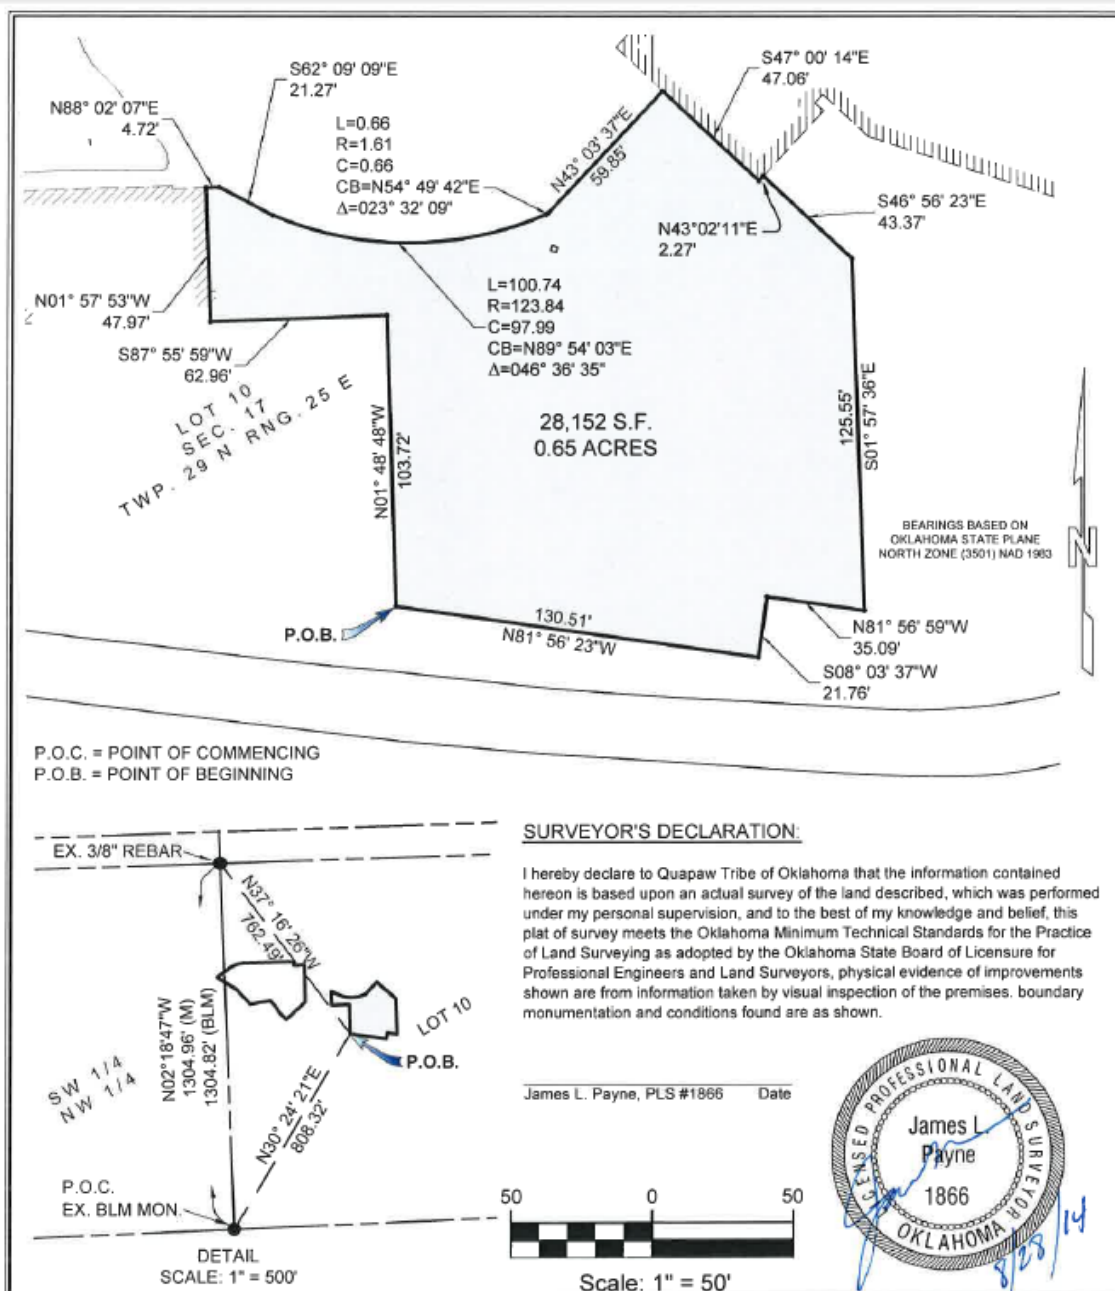 S62° 09' 09"E
21.27'
N88° 02' 07"E
4.72'
L=0.66
R=1.61
C=0.66
CB=N54° 49' 42"E
Δ=023° 32' 09"
N43° 03' 37"E
59.85'
S47° 00' 14"E
47.06'
S46° 56' 23"E
43.37'
N43°02'11"E
2.27'
N01° 57' 53"W
47.97'
S87° 55' 59"W
62.96'
L=100.74
R=123.84
C=97.99
CB=N89° 54' 03"E
Δ=046° 36' 35"
LOT 10
SEC. 17
TWP. 29 N RNG. 25 E
N01° 48' 48"W
103.72'
28,152 S.F.
0.65 ACRES
125.55'
S01° 57' 36"E
BEARINGS BASED ON
OKLAHOMA STATE PLANE
NORTH ZONE (3501) NAD 1983
N
P.O.B.
130.51'
N81° 56' 23"W
N81° 56' 59"W
35.09'
S08° 03' 37"W
21.76'
P.O.C. = POINT OF COMMENCING
P.O.B. = POINT OF BEGINNING
EX. 3/8" REBAR
N37° 16' 26"W
762.49'
N02°18'47"W
1304.96' (M)
1304.82' (BLM)
LOT 10
P.O.B.
SW 1/4
NW 1/4
N30° 24' 21"E
808.32'
P.O.C.
EX. BLM MON.
DETAIL
SCALE: 1" = 500'
SURVEYOR'S DECLARATION:
I hereby declare to Quapaw Tribe of Oklahoma that the information contained
hereon is based upon an actual survey of the land described, which was performed
under my personal supervision, and to the best of my knowledge and belief, this
plat of survey meets the Oklahoma Minimum Technical Standards for the Practice
of Land Surveying as adopted by the Oklahoma State Board of Licensure for
Professional Engineers and Land Surveyors, physical evidence of improvements
shown are from information taken by visual inspection of the premises. boundary
monumentation and conditions found are as shown.
James L. Payne, PLS #1866 Date
PROFESSIONAL LAND SURVEYOR
James L.
Payne
1866
OKLAHOMA
8/28/14
50 0 50
Scale: 1" = 50'